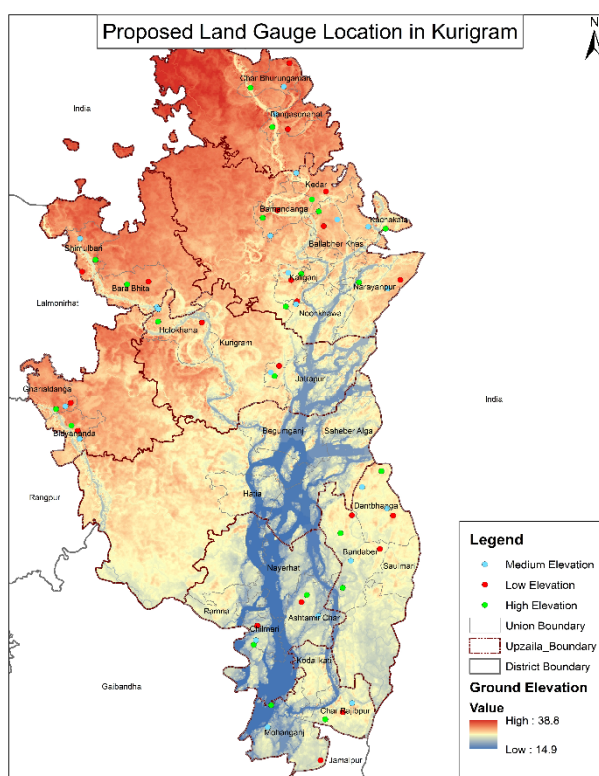 Proposed Land Gauge Location in Kurigram
N
Char Bhurungamari
India
Bangasonahat
Kedar
Bamandanga
Kachakata
Shimulbari
Ballabher Khas
Kaliganj
Narayanpur
Bara Bhita
Lalmonirhat
Noonkhawa
Holokhana
Kurigram
Jatrapur
Gharialdanga
India
Begumganj
Saheber Alga
Bidyananda
Rangpur
Hatia
Dantbhanga
Bandaber
Saulmari
Nayerhat
Ramna
Ashtamir Char
Chilmari
Kodalkati
Gaibandha
Char Rajibpur
Mohanganj
Jamalpur
Legend
Medium Elevation
Low Elevation
High Elevation
Union Boundary
Upzaila_Boundary
District Boundary
Ground Elevation
Value
High : 38.8
Low : 14.9